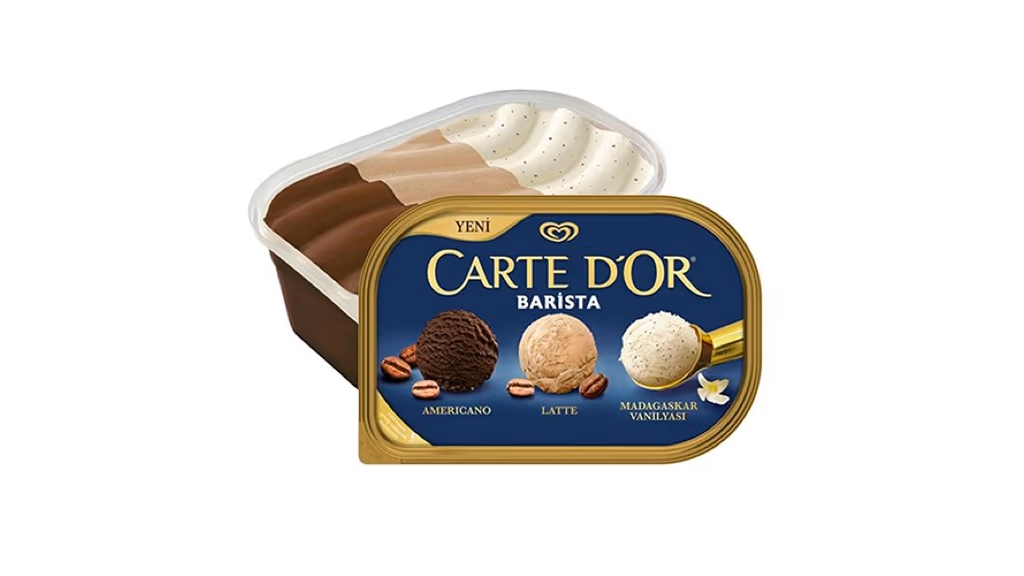 YENİ
CARTE D'OR®
BARİSTA
AMERICANO
LATTE
MADAGASKAR
VANİLYASI